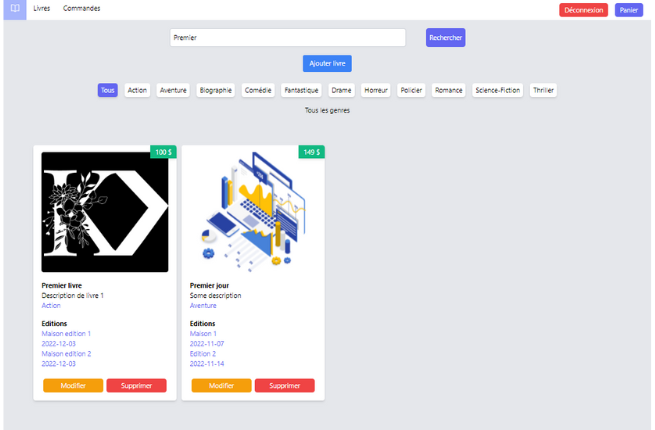 Livres Commandes Déconnexion Panier
Premier Rechercher
Ajouter livre
Tous Action Aventure Biographie Comédie Fantastique Drame Horreur Policier Romance Science-Fiction Thriller
Tous les genres
100 $
Premier livre
Description de livre 1
Action
Editions
Maison edition 1
2022-12-03
Maison edition 2
2022-12-03
Modifier Supprimer
149 $
Premier jour
Some description
Aventure
Editions
Maison 1
2022-11-07
Edition 2
2022-11-14
Modifier Supprimer